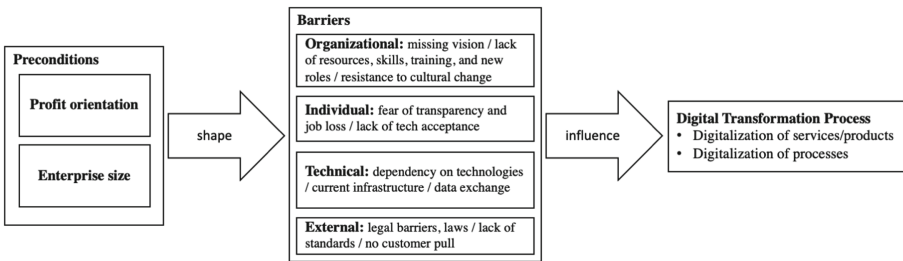 Preconditions
Profit orientation
Enterprise size
shape
Barriers
Organizational: missing vision / lack
of resources, skills, training, and new
roles / resistance to cultural change
Individual: fear of transparency and
job loss / lack of tech acceptance
Technical: dependency on technologies
/ current infrastructure / data exchange
External: legal barriers, laws / lack of
standards / no customer pull
influence
Digital Transformation Process
• Digitalization of services/products
• Digitalization of processes